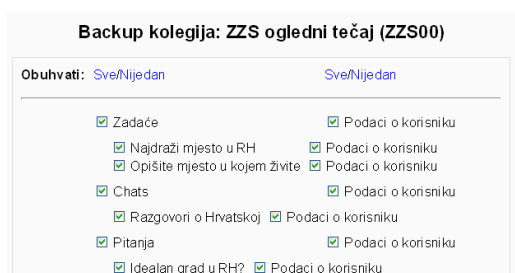 Backup kolegija: ZZS ogledni tečaj (ZZS00)
Obuhvati: Sve/Nijedan Sve/Nijedan
Zadaće Podaci o korisniku
Najdraži mjesto u RH Podaci o korisniku
Opišite mjesto u kojem živite Podaci o korisniku
Chats Podaci o korisniku
Razgovori o Hrvatskoj Podaci o korisniku
Pitanja Podaci o korisniku
Idealan grad u RH? Podaci o korisniku